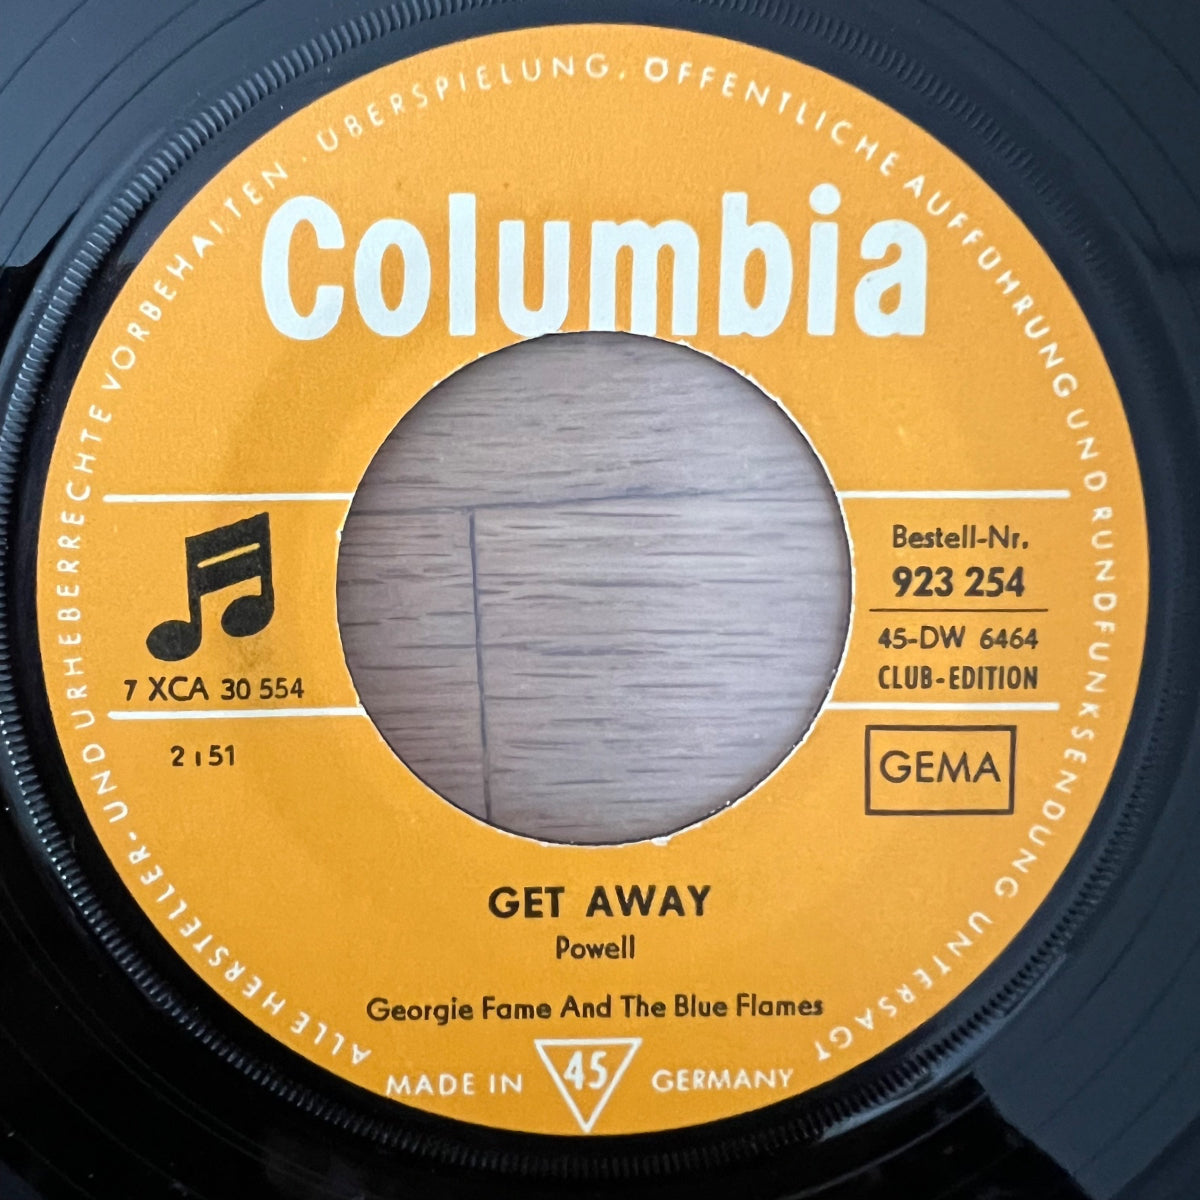 ALLE HERSTELLER- UND URHEBERRECHTE VORBEHALTEN · ÜBERSPIELUNG, ÖFFENTLICHE AUFFÜHRUNG UND RUNDFUNKSENDUNG UNTERSAGT
Columbia
7 XCA 30 554
2 : 51
Bestell-Nr.
923 254
45-DW 6464
CLUB-EDITION
GEMA
GET AWAY
Powell
Georgie Fame And The Blue Flames
MADE IN 45 GERMANY